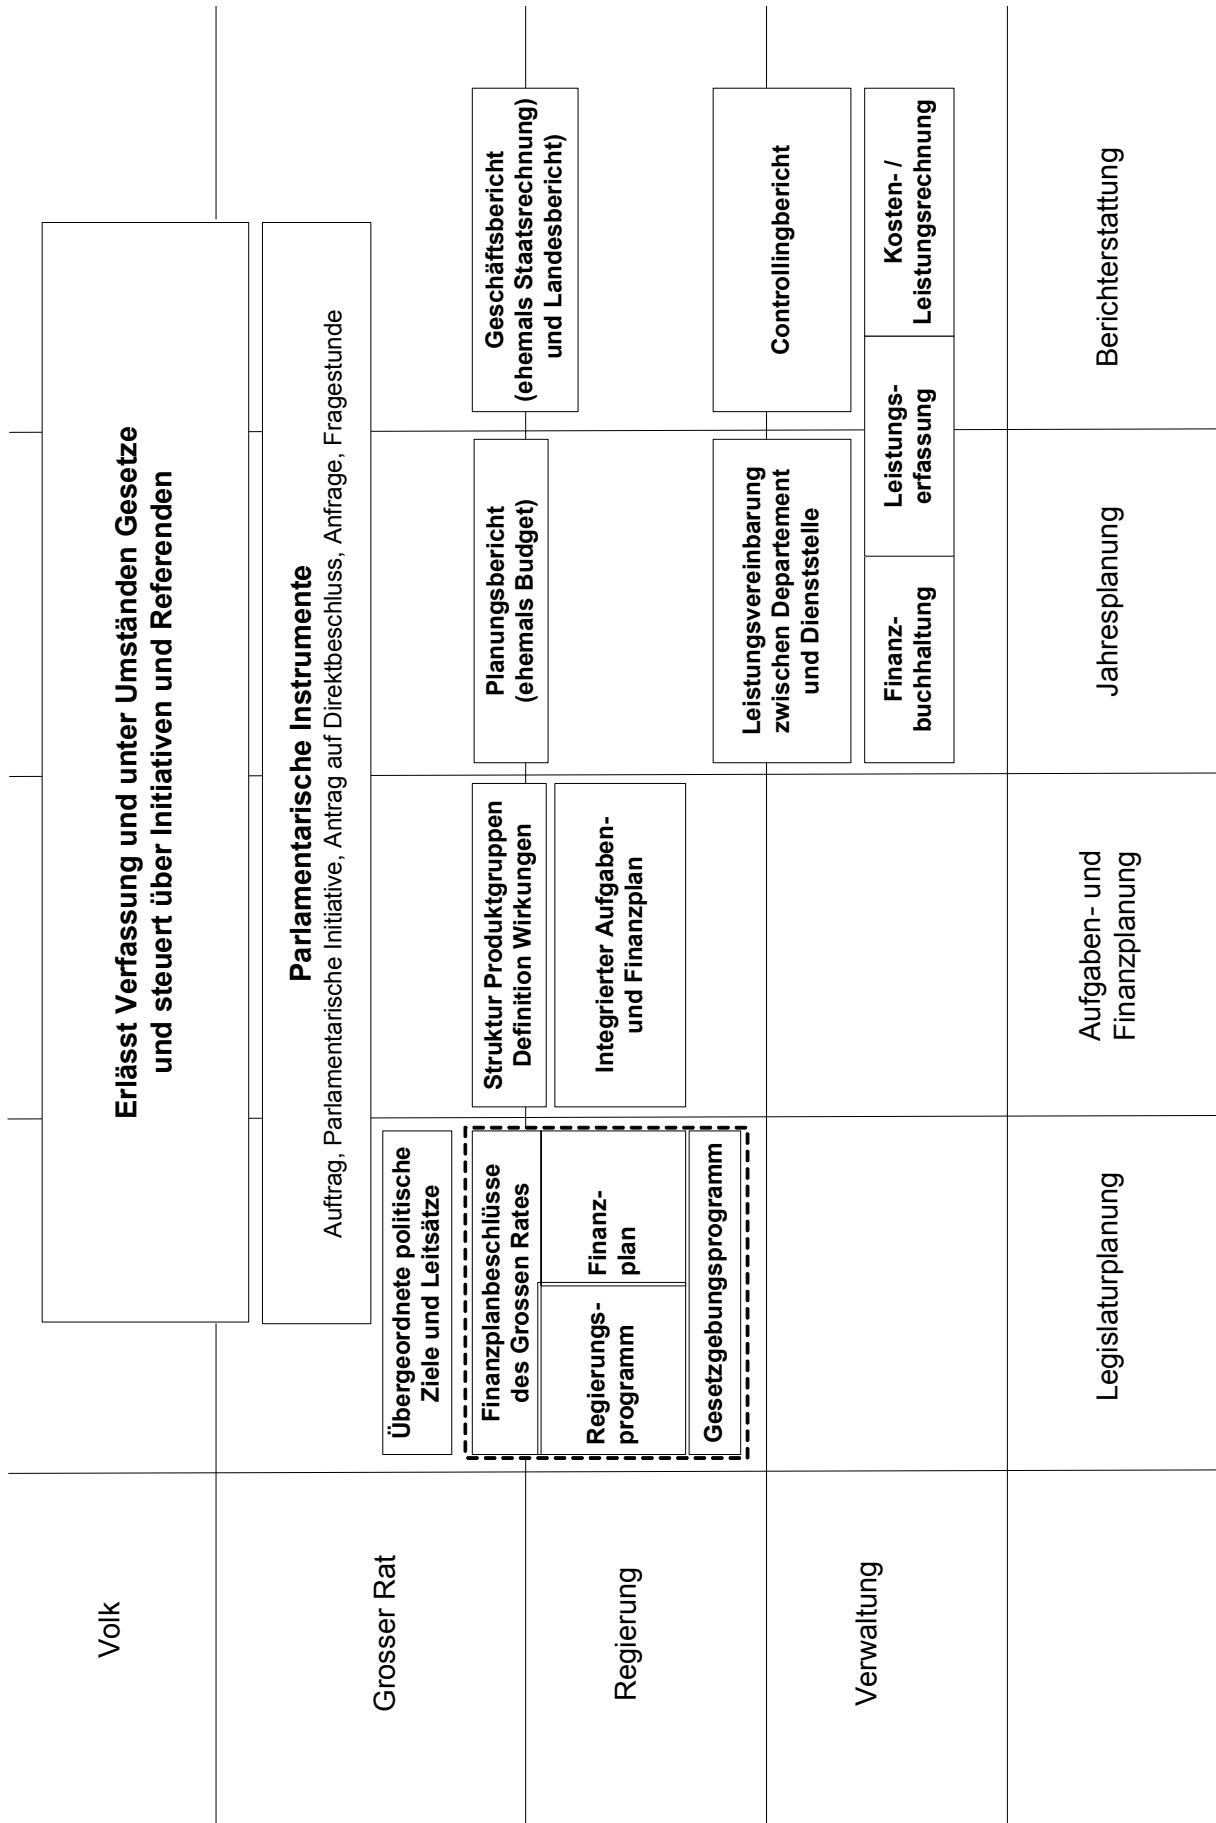 Volk
Erlässt Verfassung und unter Umständen Gesetze
und steuert über Initiativen und Referenden
Grosser Rat
Parlamentarische Instrumente
Auftrag, Parlamentarische Initiative, Antrag auf Direktbeschluss, Anfrage, Fragestunde
Übergeordnete politische
Ziele und Leitsätze
Finanzplanbeschlüsse
des Grossen Rates
Struktur Produktgruppen
Definition Wirkungen
Planungsbericht
(ehemals Budget)
Geschäftsbericht
(ehemals Staatsrechnung)
und Landesbericht)
Regierung
Regierungs-
programm
Finanz-
plan
Integrierter Aufgaben-
und Finanzplan
Gesetzgebungsprogramm
Leistungsvereinbarung
zwischen Departement
und Dienststelle
Controllingbericht
Verwaltung
Finanz-
buchhaltung
Leistungs-
erfassung
Kosten- /
Leistungsrechnung
Legislaturplanung
Aufgaben- und
Finanzplanung
Jahresplanung
Berichterstattung